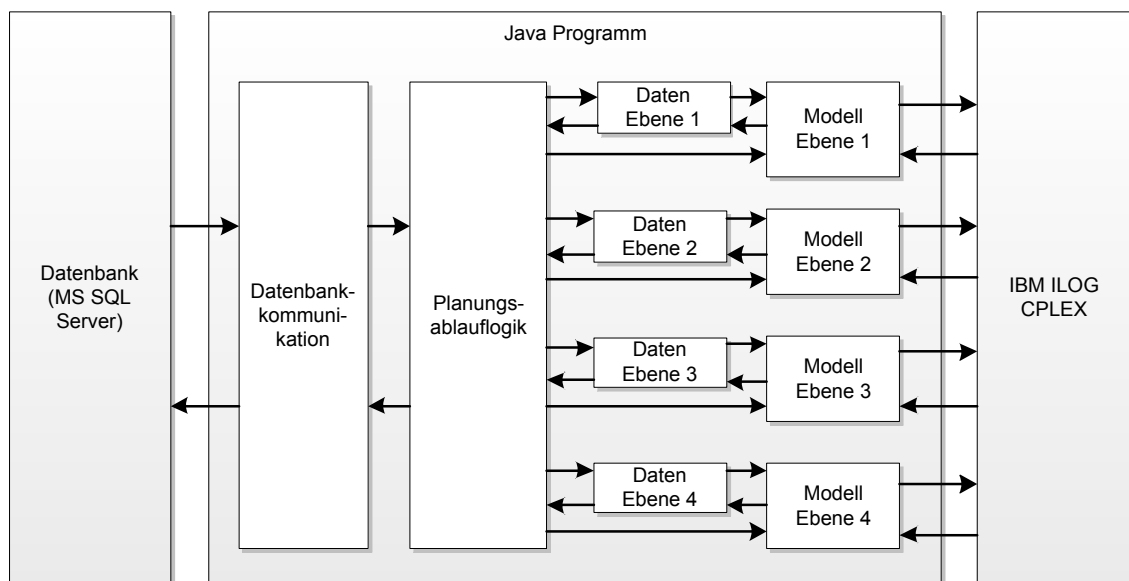 Java Programm
Datenbank
(MS SQL
Server)
Datenbank-
kommuni-
kation
Planungs-
ablauflogik
Daten
Ebene 1
Modell
Ebene 1
Daten
Ebene 2
Modell
Ebene 2
Daten
Ebene 3
Modell
Ebene 3
Daten
Ebene 4
Modell
Ebene 4
IBM ILOG
CPLEX